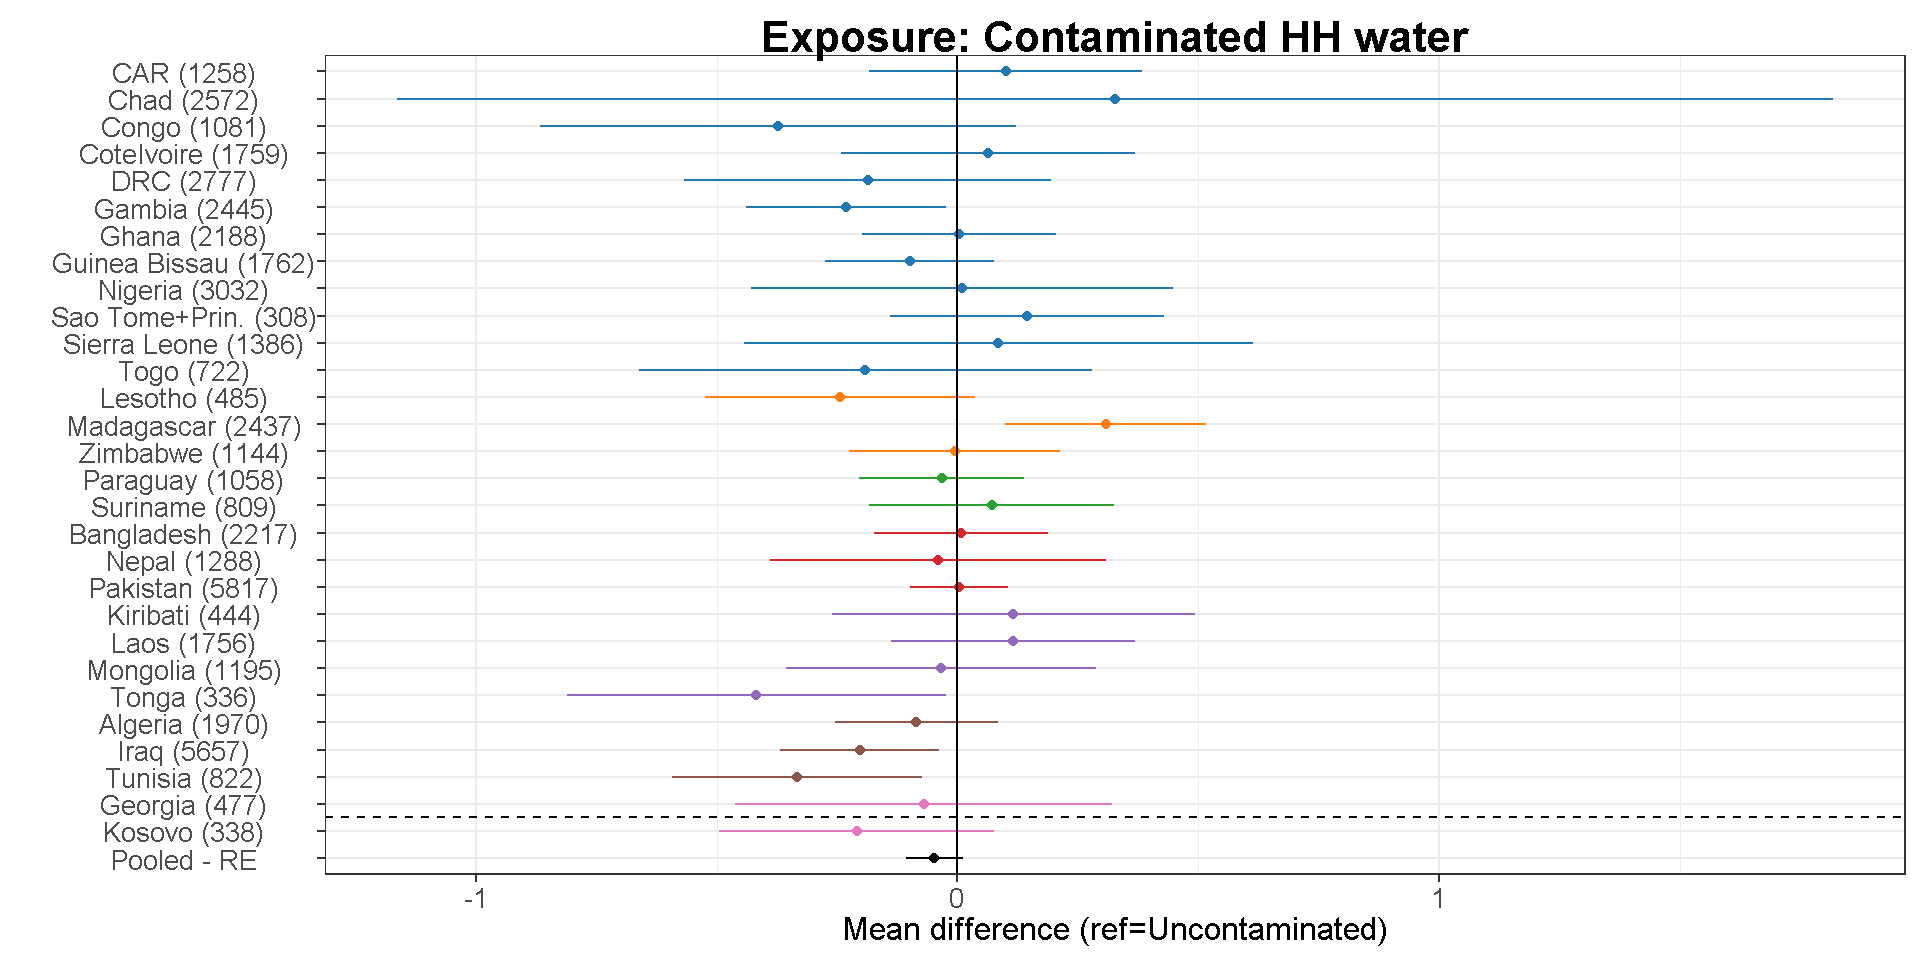 Exposure: Contaminated HH water
CAR (1258)
Chad (2572)
Congo (1081)
CoteIvoire (1759)
DRC (2777)
Gambia (2445)
Ghana (2188)
Guinea Bissau (1762)
Nigeria (3032)
Sao Tome+Prin. (308)
Sierra Leone (1386)
Togo (722)
Lesotho (485)
Madagascar (2437)
Zimbabwe (1144)
Paraguay (1058)
Suriname (809)
Bangladesh (2217)
Nepal (1288)
Pakistan (5817)
Kiribati (444)
Laos (1756)
Mongolia (1195)
Tonga (336)
Algeria (1970)
Iraq (5657)
Tunisia (822)
Georgia (477)
Kosovo (338)
Pooled - RE
-1 0 1
Mean difference (ref=Uncontaminated)